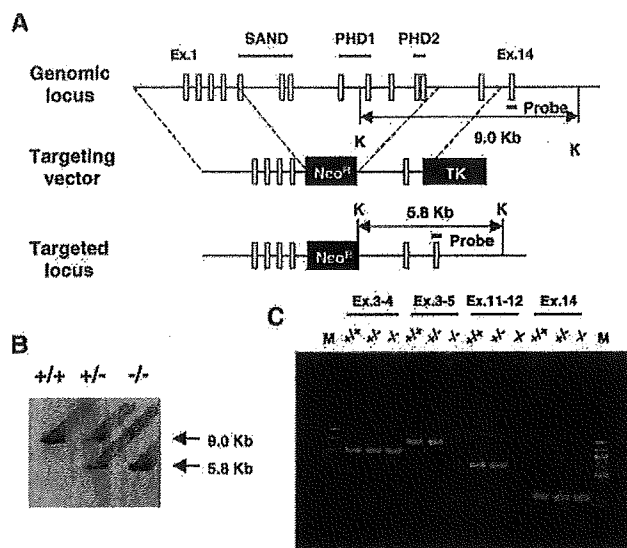 A
SAND PHD1 PHD2
Ex.1 Ex.14
Genomic locus
Probe
K 9.0 Kb K
Targeting vector
Neoᴿ TK
K 5.8 Kb K
Probe
Targeted locus
Neoᴿ
B
+/+ +/- -/-
9.0 Kb
5.8 Kb
C
Ex.3-4 Ex.3-5 Ex.11-12 Ex.14
M +/+ +/- -/- +/+ +/- -/- +/+ +/- -/- +/+ +/- -/- M